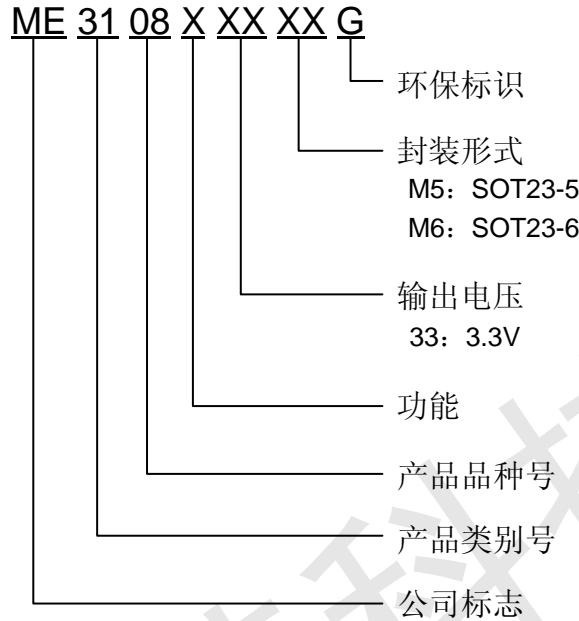 ME 31 08 X XX XX G
环保标识
封装形式
M5：SOT23-5
M6：SOT23-6
输出电压
33：3.3V
功能
产品品种号
产品类别号
公司标志